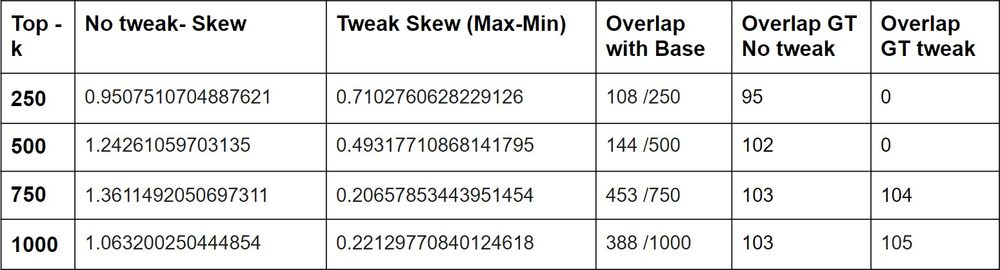 Top - k No tweak- Skew Tweak Skew (Max-Min) Overlap with Base Overlap GT No tweak Overlap GT tweak
250 0.9507510704887621 0.7102760628229126 108 /250 95 0
500 1.24261059703135 0.49317710868141795 144 /500 102 0
750 1.3611492050697311 0.20657853443951454 453 /750 103 104
1000 1.063200250444854 0.22129770840124618 388 /1000 103 105